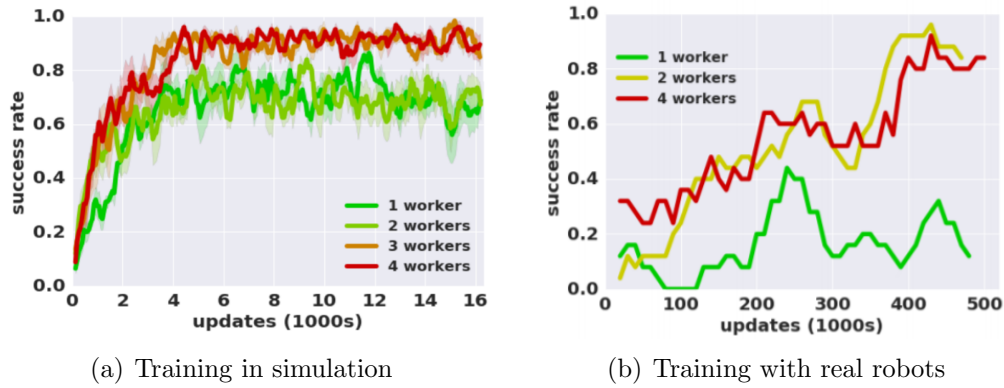 1.0
0.8
0.6
0.4
0.2
0.0
success rate
0 2 4 6 8 10 12 14 16
updates (1000s)
1 worker
2 workers
3 workers
4 workers
(a) Training in simulation
1.0
0.8
0.6
0.4
0.2
0.0
success rate
100 200 300 400 500
updates (1000s)
1 worker
2 workers
4 workers
(b) Training with real robots